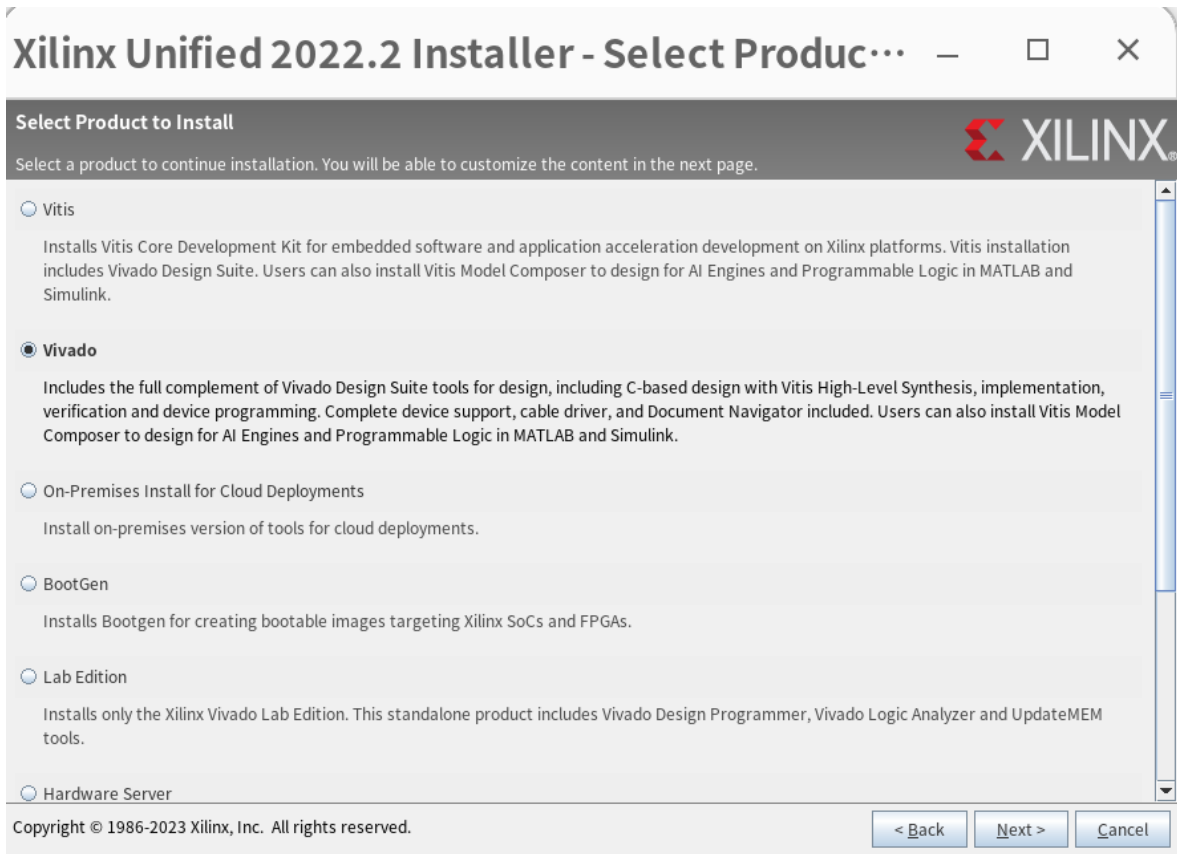 Xilinx Unified 2022.2 Installer - Select Produc···
Select Product to Install
Select a product to continue installation. You will be able to customize the content in the next page.
XILINX®
Vitis
Installs Vitis Core Development Kit for embedded software and application acceleration development on Xilinx platforms. Vitis installation
includes Vivado Design Suite. Users can also install Vitis Model Composer to design for AI Engines and Programmable Logic in MATLAB and
Simulink.
Vivado
Includes the full complement of Vivado Design Suite tools for design, including C-based design with Vitis High-Level Synthesis, implementation,
verification and device programming. Complete device support, cable driver, and Document Navigator included. Users can also install Vitis Model
Composer to design for AI Engines and Programmable Logic in MATLAB and Simulink.
On-Premises Install for Cloud Deployments
Install on-premises version of tools for cloud deployments.
BootGen
Installs Bootgen for creating bootable images targeting Xilinx SoCs and FPGAs.
Lab Edition
Installs only the Xilinx Vivado Lab Edition. This standalone product includes Vivado Design Programmer, Vivado Logic Analyzer and UpdateMEM
tools.
Hardware Server
Copyright © 1986-2023 Xilinx, Inc. All rights reserved.
< Back Next > Cancel